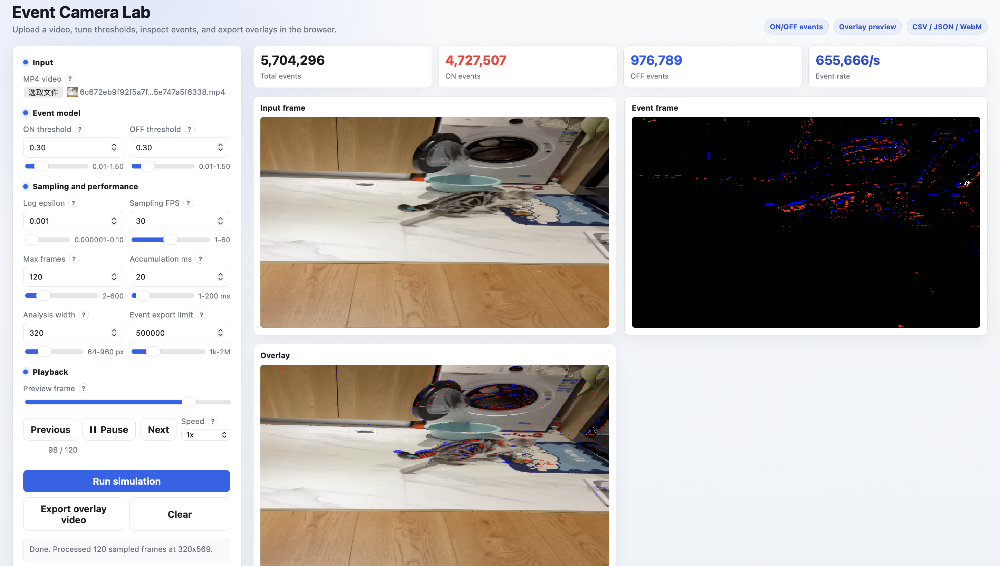 Event Camera Lab
Upload a video, tune thresholds, inspect events, and export overlays in the browser.
ON/OFF events
Overlay preview
CSV / JSON / WebM
Input
MP4 video ?
选取文件 6c672eb9f92f5a7f...5e747a5f6338.mp4
Event model
ON threshold ? OFF threshold ?
0.30 0.30
0.01-1.50 0.01-1.50
Sampling and performance
Log epsilon ? Sampling FPS ?
0.001 30
0.000001-0.10 1-60
Max frames ? Accumulation ms ?
120 20
2-600 1-200 ms
Analysis width ? Event export limit ?
320 500000
64-960 px 1k-2M
Playback
Preview frame ?
Speed ?
Previous Pause Next 1x
98 / 120
Run simulation
Export overlay
video
Clear
Done. Processed 120 sampled frames at 320x569.
5,704,296
Total events
4,727,507
ON events
976,789
OFF events
655,666/s
Event rate
Input frame
Event frame
Overlay